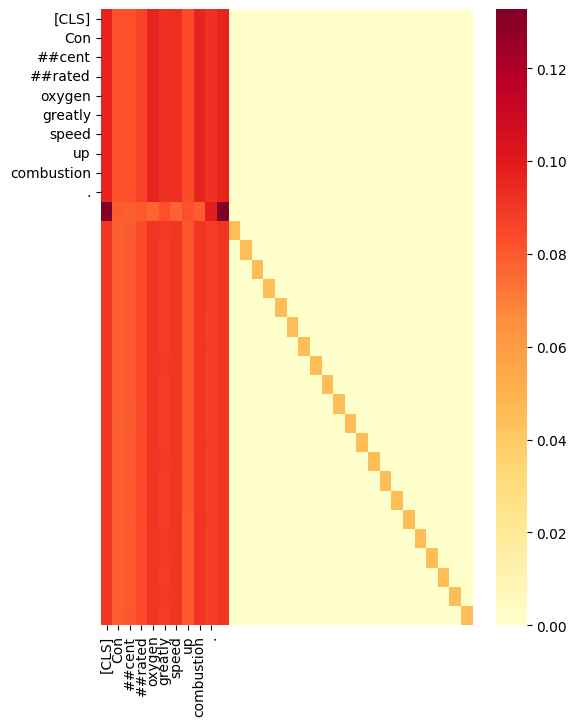 [CLS]
Con
##cent
##rated
oxygen
greatly
speed
up
combustion
.
0.12
0.10
0.08
0.06
0.04
0.02
0.00
[CLS]
Con
##cent
##rated
oxygen
greatly
speed
up
combustion
.